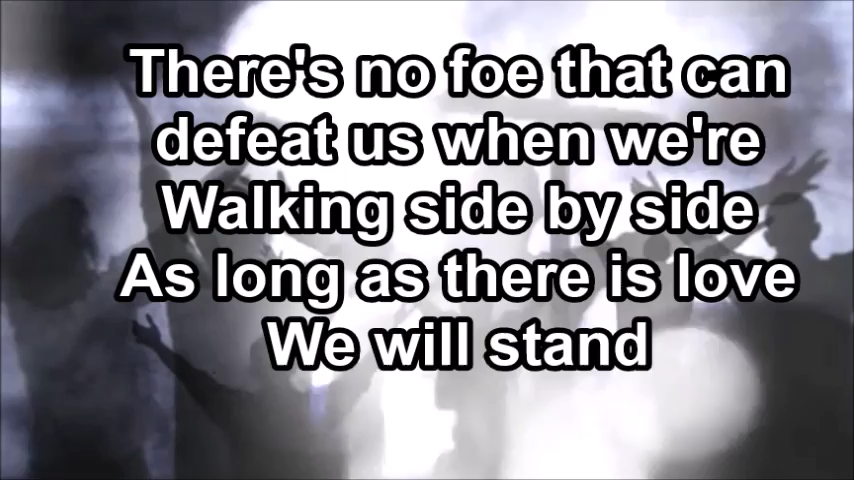 There's no foe that can
defeat us when we're
Walking side by side
As long as there is love
We will stand